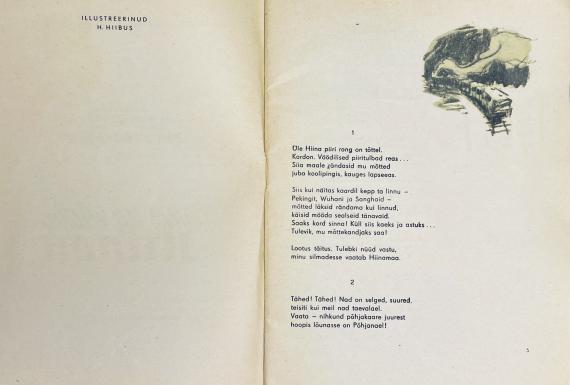 ILLUSTREERINUD
H. HIIBUS
1
Üle Hiina piiri rong on tõttel.
Kordon. Vöödilised piiritulbad reas...
Siia maale rändasid mu mõtted
juba koolipingis, kauges lapseeas.
Siis kui näitas kaardil kepp ta linnu –
Pekingit, Wuhani ja Šanghaid –
mõtted läksid rändama kui linnud,
käisid mööda sealseid tänavaid.
Saaks kord sinna! Küll siis kaeks ja astuks...
Tulevik, mu mõttekandjaks saa!
Lootus täitus. Tulebki nüüd vastu,
minu silmadesse vaatab Hiinamaa.
2
Tähed! Tähed! Nad on selged, suured,
teisiti kui meil nad taevalael.
Vaata – nihkund põhjakaare juurest
hoopis lõunasse on Põhjanael!
5